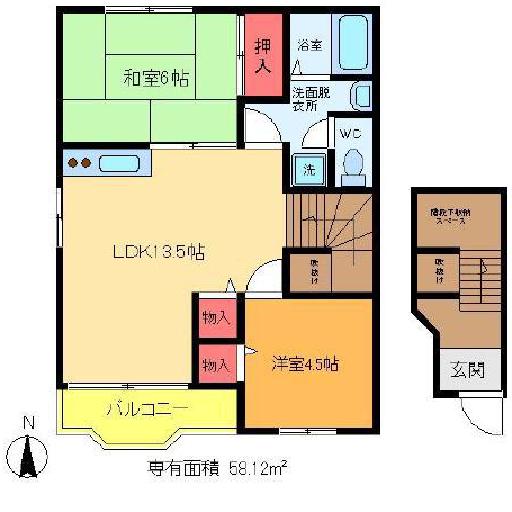 浴室
押入
和室6帖
洗面脱
衣所
WC
洗
階段下収納
スペース
吹抜け
吹抜け
LDK13.5帖
物入
物入
洋室4.5帖
玄関
バルコニー
N
専有面積 58.12m²